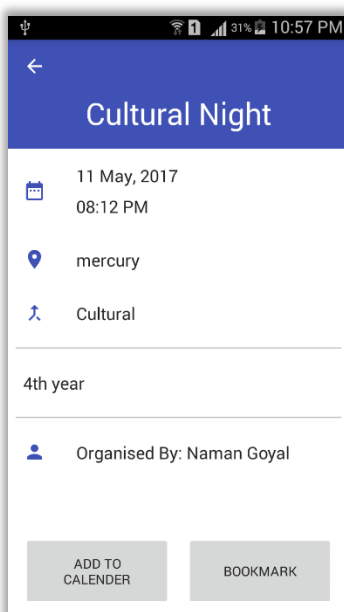 1 31% 10:57 PM
Cultural Night
11 May, 2017
08:12 PM
mercury
Cultural
4th year
Organised By: Naman Goyal
ADD TO
CALENDER
BOOKMARK